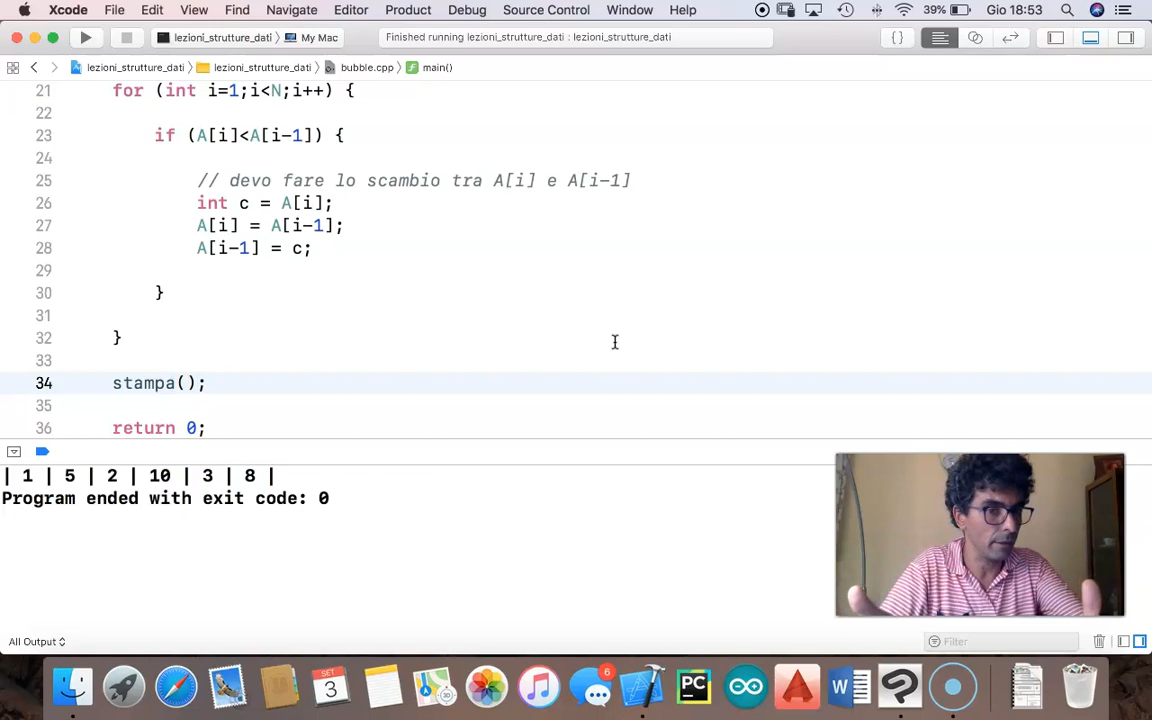 Xcode File Edit View Find Navigate Editor Product Debug Source Control Window Help 39% Gio 18:53
lezioni_strutture_dati My Mac Finished running lezioni_strutture_dati : lezioni_strutture_dati { }
lezioni_strutture_dati lezioni_strutture_dati bubble.cpp main()
21 for (int i=1;i<N;i++) {
22
23 if (A[i]<A[i-1]) {
24
25 // devo fare lo scambio tra A[i] e A[i-1]
26 int c = A[i];
27 A[i] = A[i-1];
28 A[i-1] = c;
29
30 }
31
32 }
33
34 stampa();
35
36 return 0;
| 1 | 5 | 2 | 10 | 3 | 8 |
Program ended with exit code: 0
All Output Filter
SET 6
3 PC W